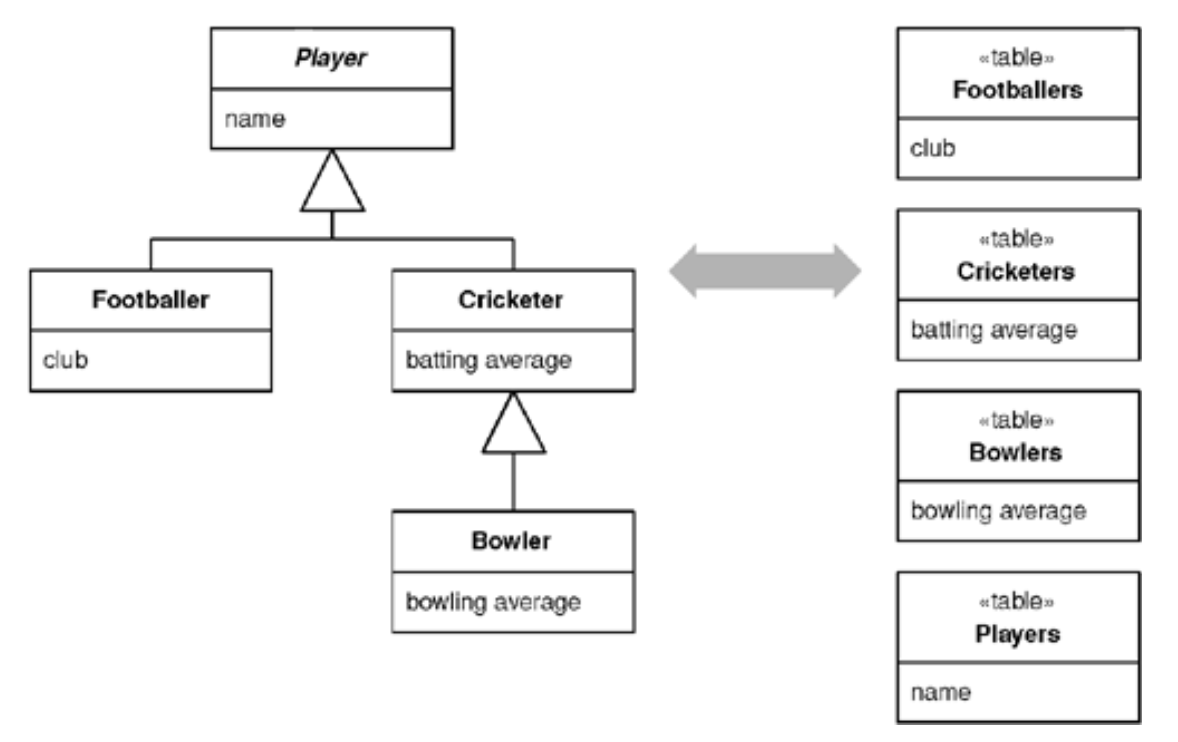 Player
name
Footballer
club
Cricketer
batting average
Bowler
bowling average
«table»
Footballers
club
«table»
Cricketers
batting average
«table»
Bowlers
bowling average
«table»
Players
name